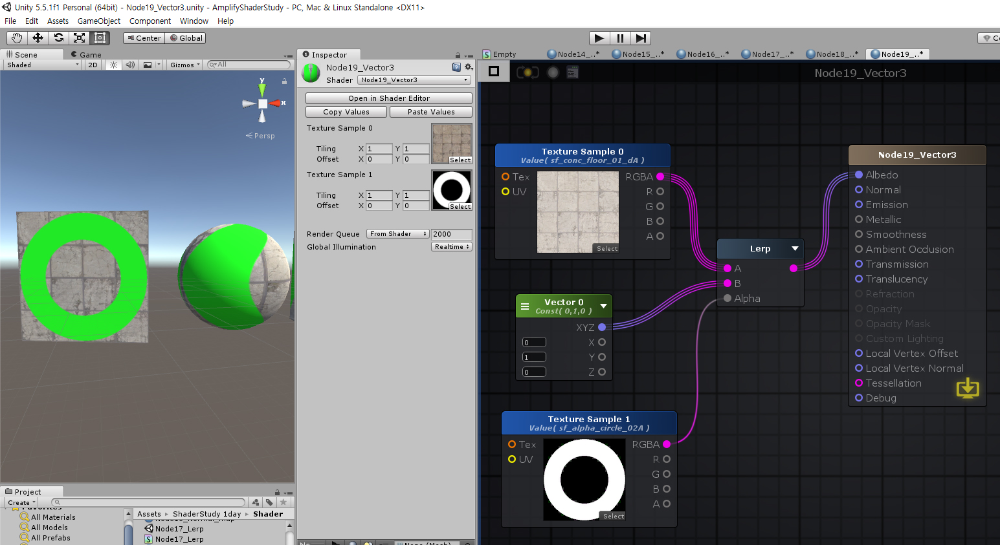 Unity 5.5.1f1 Personal (64bit) - Node19_Vector3.unity - AmplifyShaderStudy - PC, Mac & Linux Standalone <DX11>
File Edit Assets GameObject Component Window Help
Center Global
Scene Game
Shaded 2D Gizmos All
y
x
Persp
Inspector
Node19_Vector3
Shader Node19_Vector3
Open in Shader Editor
Copy Values Paste Values
Texture Sample 0
Tiling X 1 Y 1
Offset X 0 Y 0
Select
Texture Sample 1
Tiling X 1 Y 1
Offset X 0 Y 0
Select
Render Queue From Shader 2000
Global Illumination Realtime
Empty Node14_..* Node15_..* Node16_..* Node17_..* Node18_..* Node19_..*
Node19_Vector3
Texture Sample 0
Value( sf_conc_floor_01_dA )
Tex RGBA
UV R
G
B
A
Select
Vector 0
Const( 0,1,0 )
XYZ
0 X
1 Y
0 Z
Texture Sample 1
Value( sf_alpha_circle_02A )
Tex RGBA
UV R
G
B
A
Select
Lerp
A
B
Alpha
Node19_Vector3
Albedo
Normal
Emission
Metallic
Smoothness
Ambient Occlusion
Transmission
Translucency
Refraction
Opacity
Opacity Mask
Custom Lighting
Local Vertex Offset
Local Vertex Normal
Tessellation
Debug
Project
Create
Favorites
All Materials
All Models
All Prefabs
Assets ShaderStudy 1day Shader
Node17_Lerp
Node17_Lerp
None (Mesh)